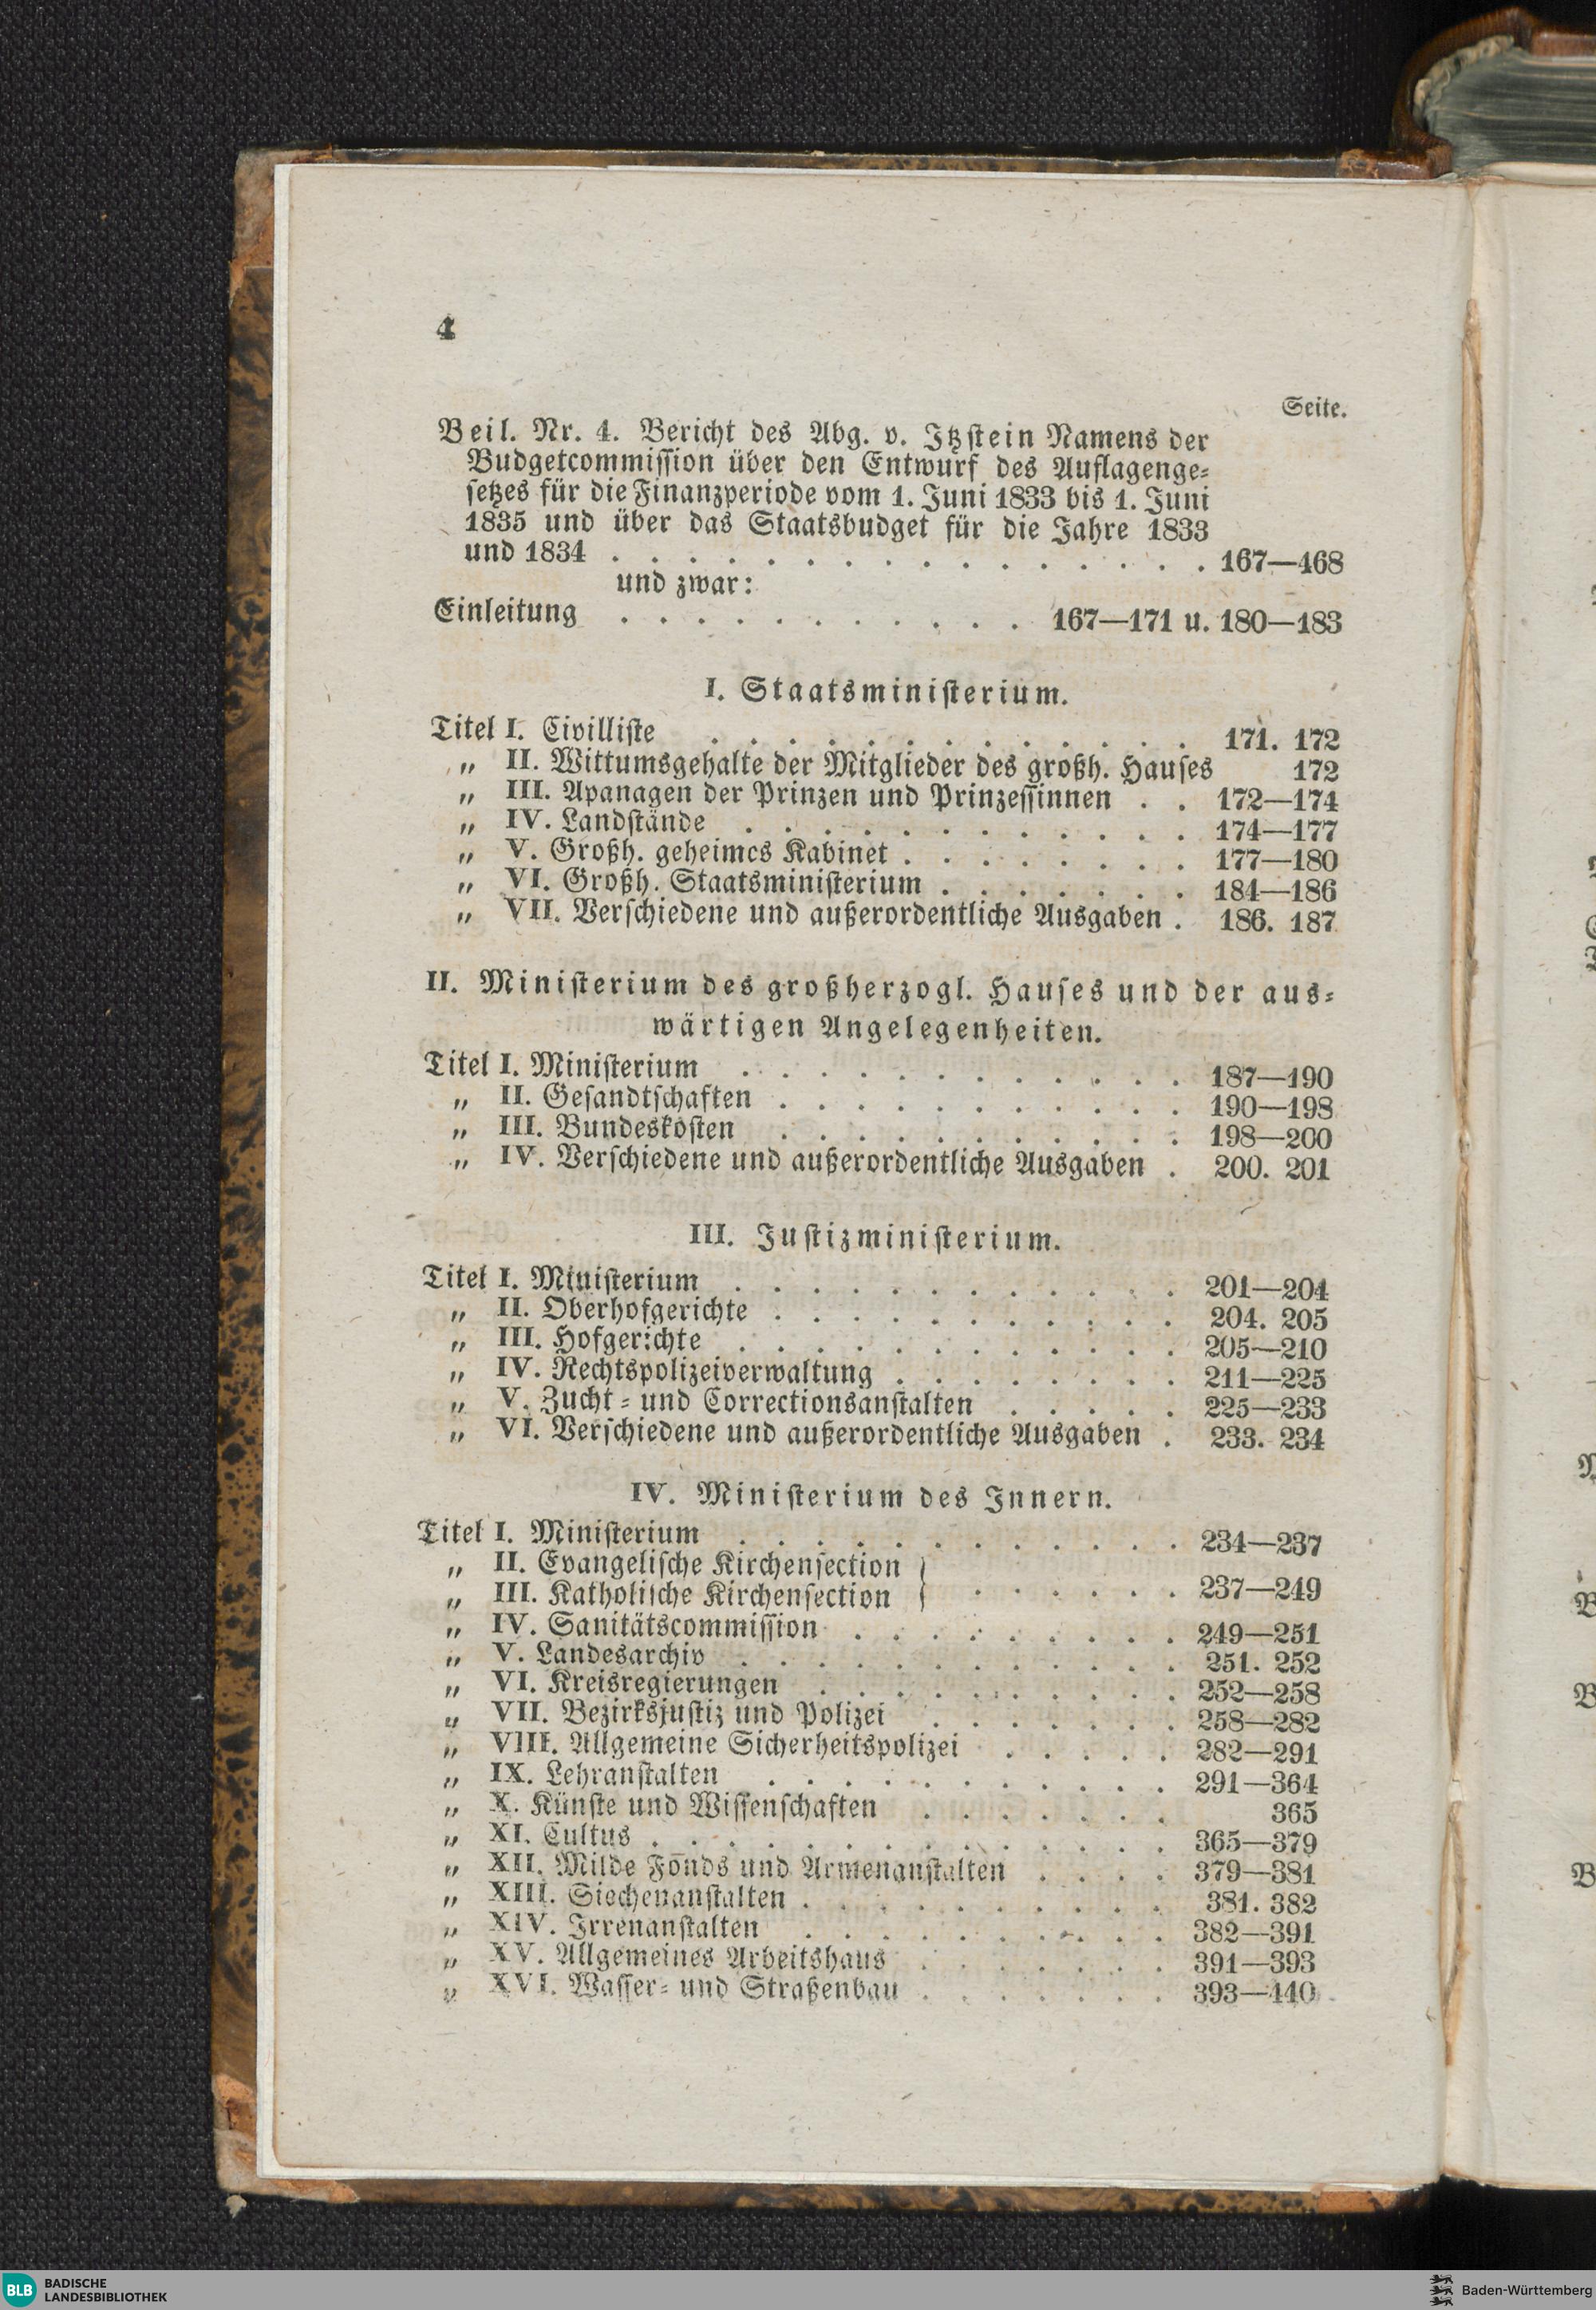 4
Seite.
Beil. Nr. 4. Bericht des Abg. v. Itzstein Namens der
Budgetcommission über den Entwurf des Auflagenge-
setzes für die Finanzperiode vom 1. Juni 1833 bis 1. Juni
1835 und über das Staatsbudget für die Jahre 1833
und 1834 . . . . . . . . . . . . . . . . 167—468
und zwar:
Einleitung . . . . . . . . . . . 167—171 u. 180—183
I. Staatsministerium.
Titel I. Civilliste . . . . . . . . . . . . . 171. 172
„ II. Wittumsgehalte der Mitglieder des großh. Hauses 172
„ III. Apanagen der Prinzen und Prinzessinnen . . 172—174
„ IV. Landstände . . . . . . . . . . . . 174—177
„ V. Großh. geheimes Kabinet . . . . . . . . 177—180
„ VI. Großh. Staatsministerium . . . . . . . 184—186
„ VII. Verschiedene und außerordentliche Ausgaben . 186. 187
II. Ministerium des großherzogl. Hauses und der aus-
wärtigen Angelegenheiten.
Titel I. Ministerium . . . . . . . . . . . . 187—190
„ II. Gesandtschaften . . . . . . . . . . . 190—198
„ III. Bundeskosten . . . . . . . . . . . 198—200
„ IV. Verschiedene und außerordentliche Ausgaben . 200. 201
III. Justizministerium.
Titel I. Ministerium . . . . . . . . . . . . 201—204
„ II. Oberhofgerichte . . . . . . . . . . . 204. 205
„ III. Hofgerichte . . . . . . . . . . . . 205—210
„ IV. Rechtspolizeiverwaltung . . . . . . . . 211—225
„ V. Zucht- und Correctionsanstalten . . . . . 225—233
„ VI. Verschiedene und außerordentliche Ausgaben . 233. 234
IV. Ministerium des Innern.
Titel I. Ministerium . . . . . . . . . . . . 234—237
„ II. Evangelische Kirchensection }
„ III. Katholische Kirchensection } . . . . . . 237—249
„ IV. Sanitätscommission . . . . . . . . . 249—251
„ V. Landesarchiv . . . . . . . . . . . . 251. 252
„ VI. Kreisregierungen . . . . . . . . . . 252—258
„ VII. Bezirksjustiz und Polizei . . . . . . . 258—282
„ VIII. Allgemeine Sicherheitspolizei . . . . . 282—291
„ IX. Lehranstalten . . . . . . . . . . . 291—364
„ X. Künste und Wissenschaften . . . . . . . 365
„ XI. Cultus . . . . . . . . . . . . . . 365—379
„ XII. Milde Fonds und Armenanstalten . . . . 379—381
„ XIII. Siechenanstalten . . . . . . . . . . 381. 382
„ XIV. Irrenanstalten . . . . . . . . . . 382—391
„ XV. Allgemeines Arbeitshaus . . . . . . . 391—393
„ XVI. Wasser- und Straßenbau . . . . . . . 393—440
BLB BADISCHE
LANDESBIBLIOTHEK
Baden-Württemberg